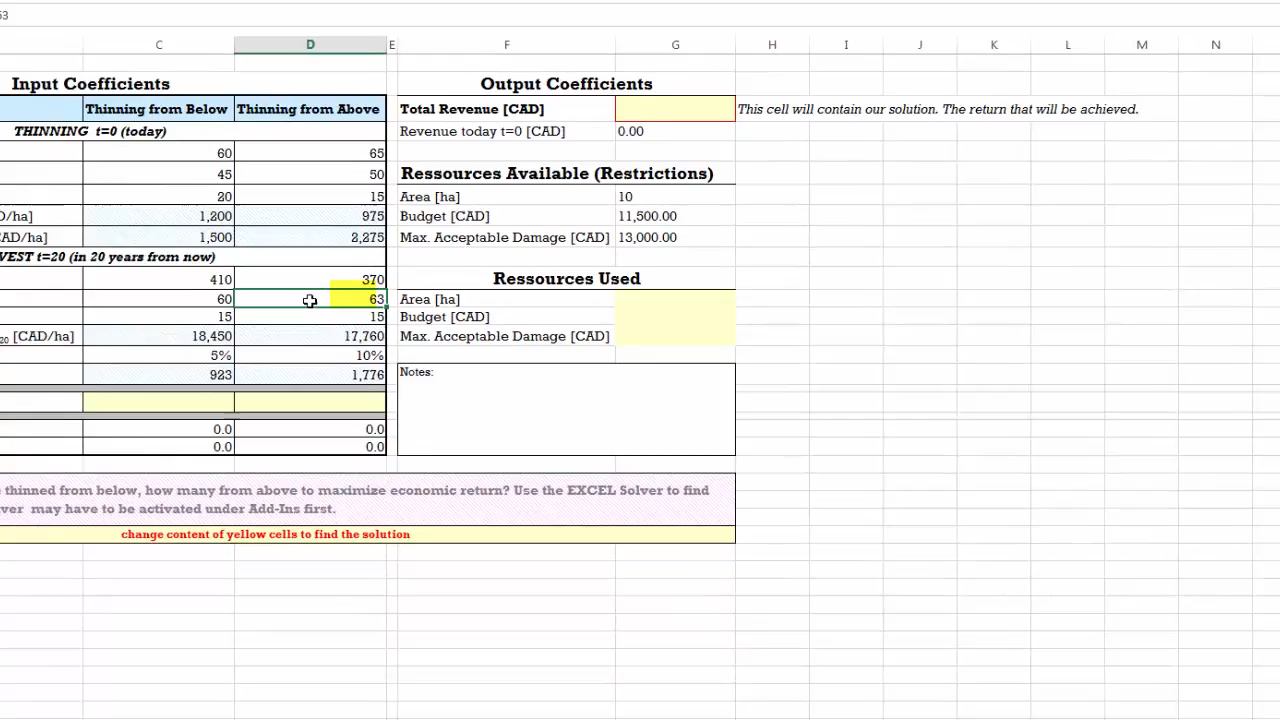 53
C D E F G H I J K L M N
Input Coefficients Output Coefficients
Thinning from Below Thinning from Above Total Revenue [CAD] This cell will contain our solution. The return that will be achieved.
THINNING t=0 (today) Revenue today t=0 [CAD] 0.00
60 65
45 50 Ressources Available (Restrictions)
20 15 Area [ha] 10
D/ha] 1,200 975 Budget [CAD] 11,500.00
CAD/ha] 1,500 2,275 Max. Acceptable Damage [CAD] 13,000.00
VEST t=20 (in 20 years from now)
410 370 Ressources Used
60 63 Area [ha]
15 15 Budget [CAD]
20 [CAD/ha] 18,450 17,760 Max. Acceptable Damage [CAD]
5% 10%
923 1,776 Notes:
0.0 0.0
0.0 0.0
thinned from below, how many from above to maximize economic return? Use the EXCEL Solver to find
ver may have to be activated under Add-Ins first.
change content of yellow cells to find the solution